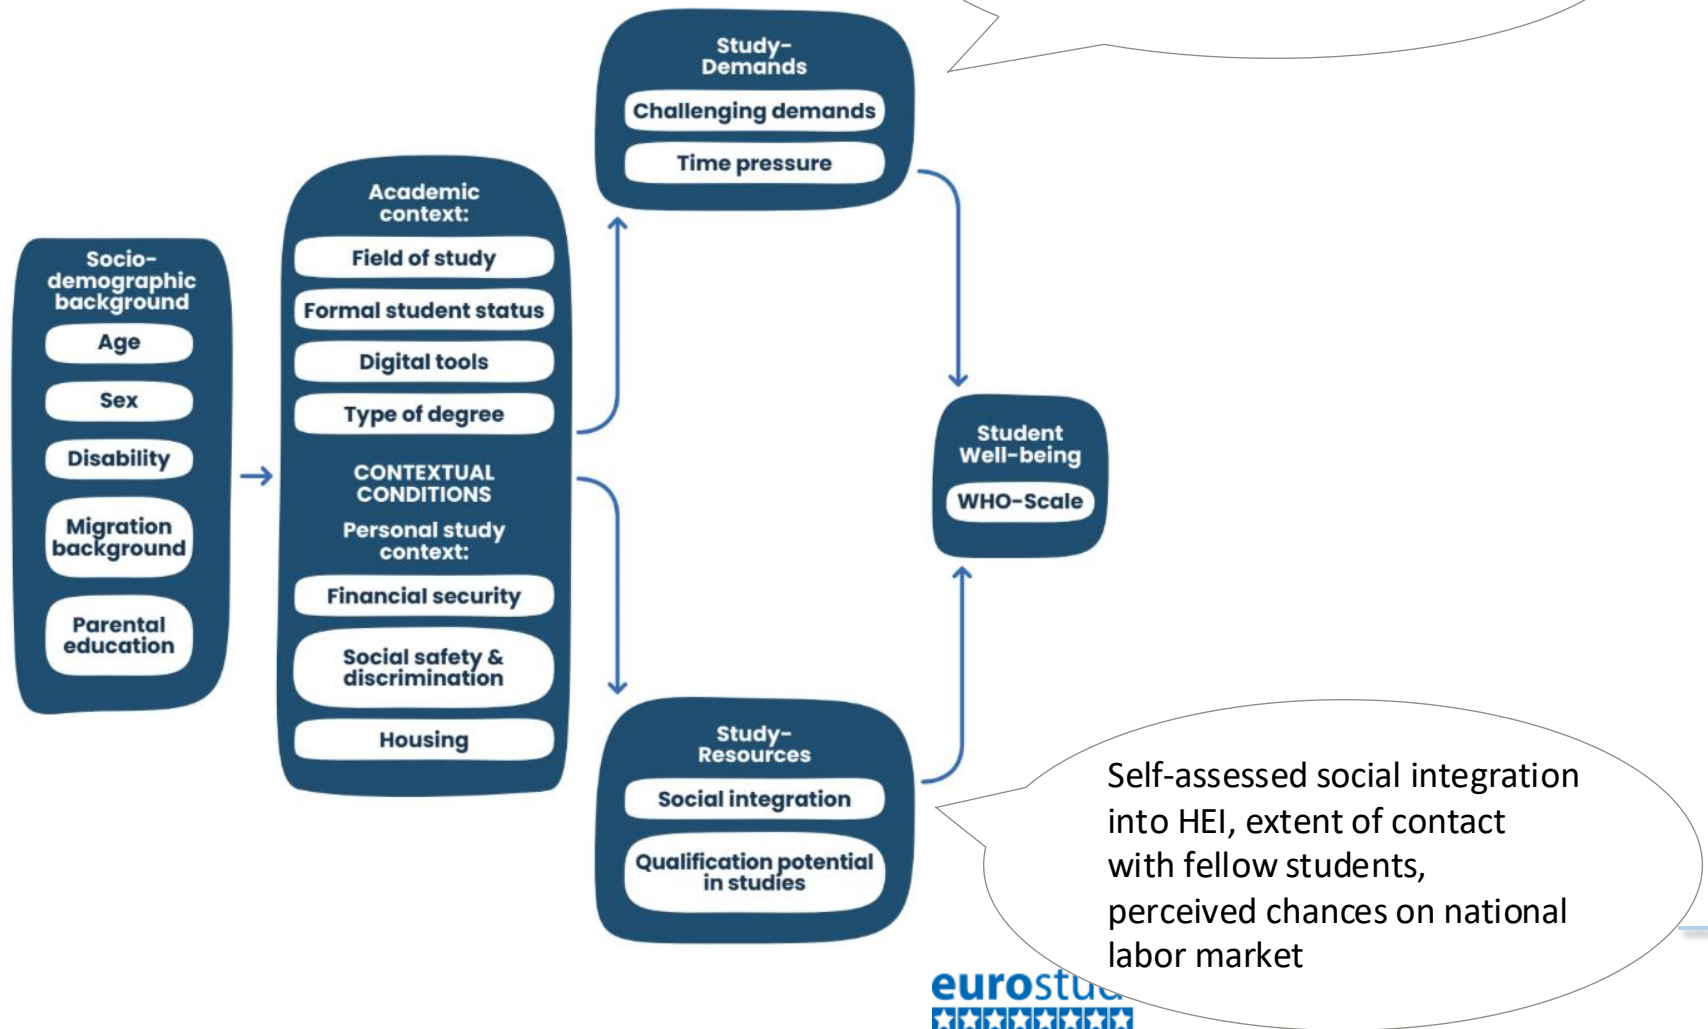 Study-
Demands
Challenging demands
Time pressure
Academic
context:
Field of study
Formal student status
Digital tools
Type of degree
CONTEXTUAL
CONDITIONS
Personal study
context:
Financial security
Social safety &
discrimination
Housing
Socio-
demographic
background
Age
Sex
Disability
Migration
background
Parental
education
Student
Well-being
WHO-Scale
Study-
Resources
Social integration
Qualification potential
in studies
Self-assessed social integration
into HEI, extent of contact
with fellow students,
perceived chances on national
labor market
eurostud